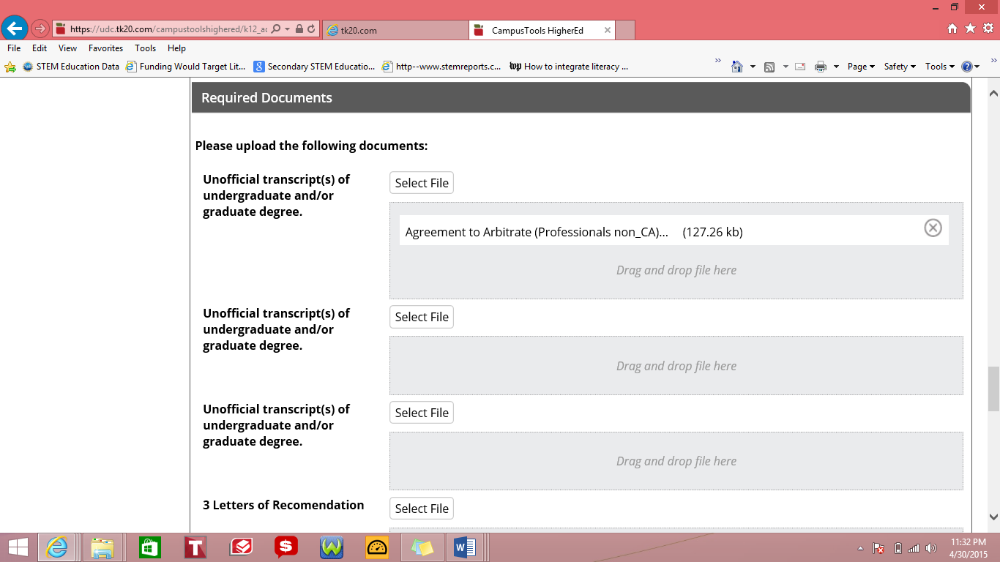 https://udc.tk20.com/campustoolshighered/k12_ac
tk20.com
CampusTools HigherEd
File Edit View Favorites Tools Help
STEM Education Data
Funding Would Target Lit...
Secondary STEM Educatio...
http--www.stemreports.c...
wp How to integrate literacy ...
Page Safety Tools
Required Documents
Please upload the following documents:
Unofficial transcript(s) of
undergraduate and/or
graduate degree.
Select File
Agreement to Arbitrate (Professionals non_CA)... (127.26 kb)
Drag and drop file here
Unofficial transcript(s) of
undergraduate and/or
graduate degree.
Select File
Drag and drop file here
Unofficial transcript(s) of
undergraduate and/or
graduate degree.
Select File
Drag and drop file here
3 Letters of Recomendation
Select File
11:32 PM
4/30/2015